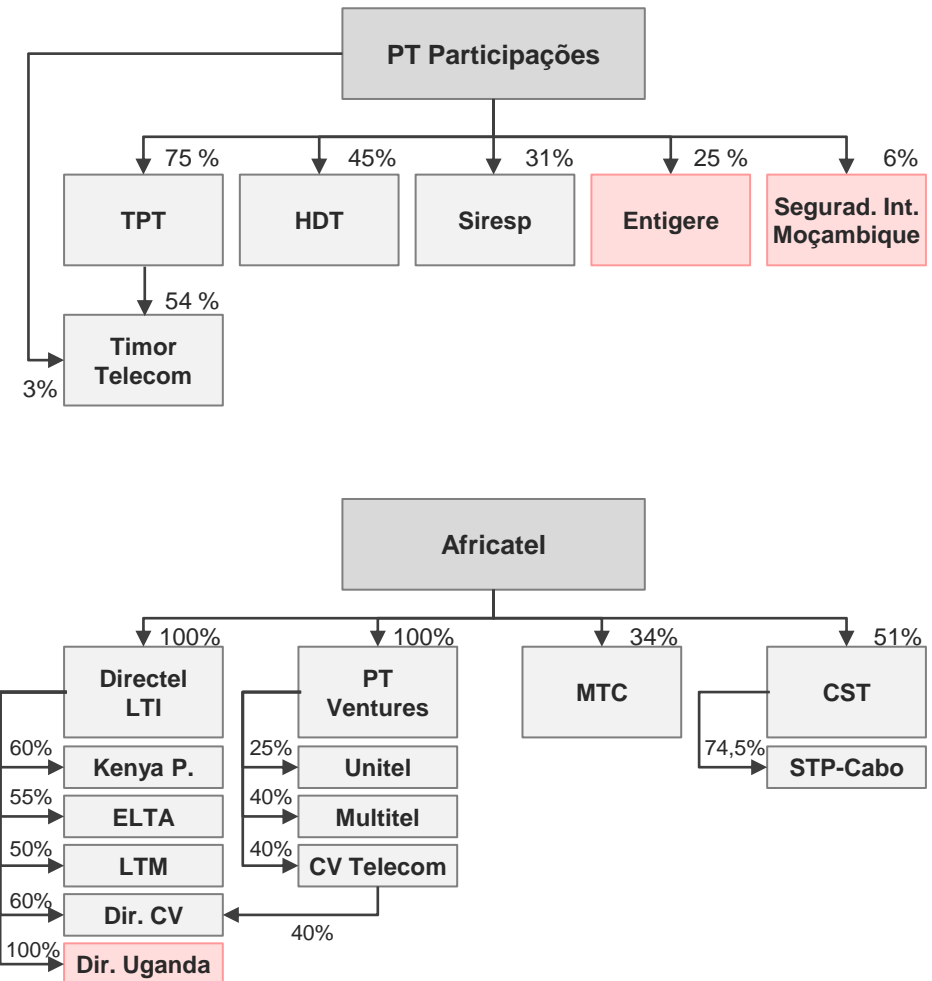 PT Participações
75 %
45%
31%
25 %
6%
TPT
HDT
Siresp
Entigere
Segurad. Int.
Moçambique
54 %
Timor
Telecom
3%
Africatel
100%
100%
34%
51%
Directel
LTI
PT
Ventures
MTC
CST
60%
Kenya P.
25%
Unitel
74,5%
STP-Cabo
55%
ELTA
40%
Multitel
50%
LTM
40%
CV Telecom
60%
Dir. CV
40%
100%
Dir. Uganda